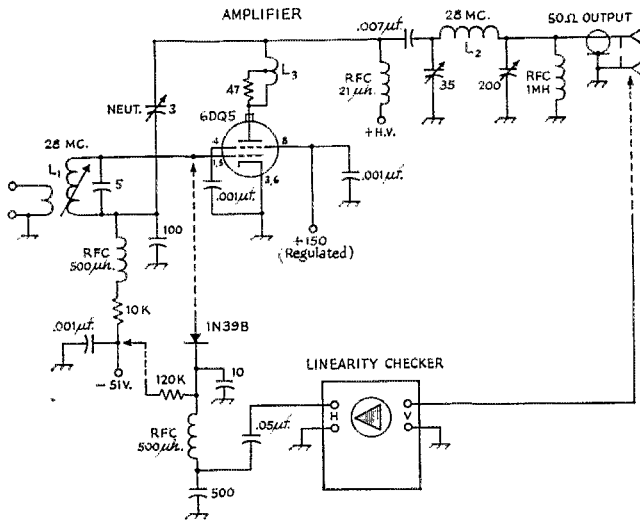 AMPLIFIER
.007µf.
28 MC.
L2
50Ω OUTPUT
47
L3
RFC
21µh.
+H.V.
35
200
RFC
1MH
NEUT.
3
6DQ5
28 MC.
L1
5
4
1,5
8
3,6
.001µf.
.001µf.
100
+150
(Regulated)
RFC
500µh.
10K
.001µf.
-51V.
1N39B
120K
10
LINEARITY CHECKER
RFC
500µh.
.05µf.
H
V
500